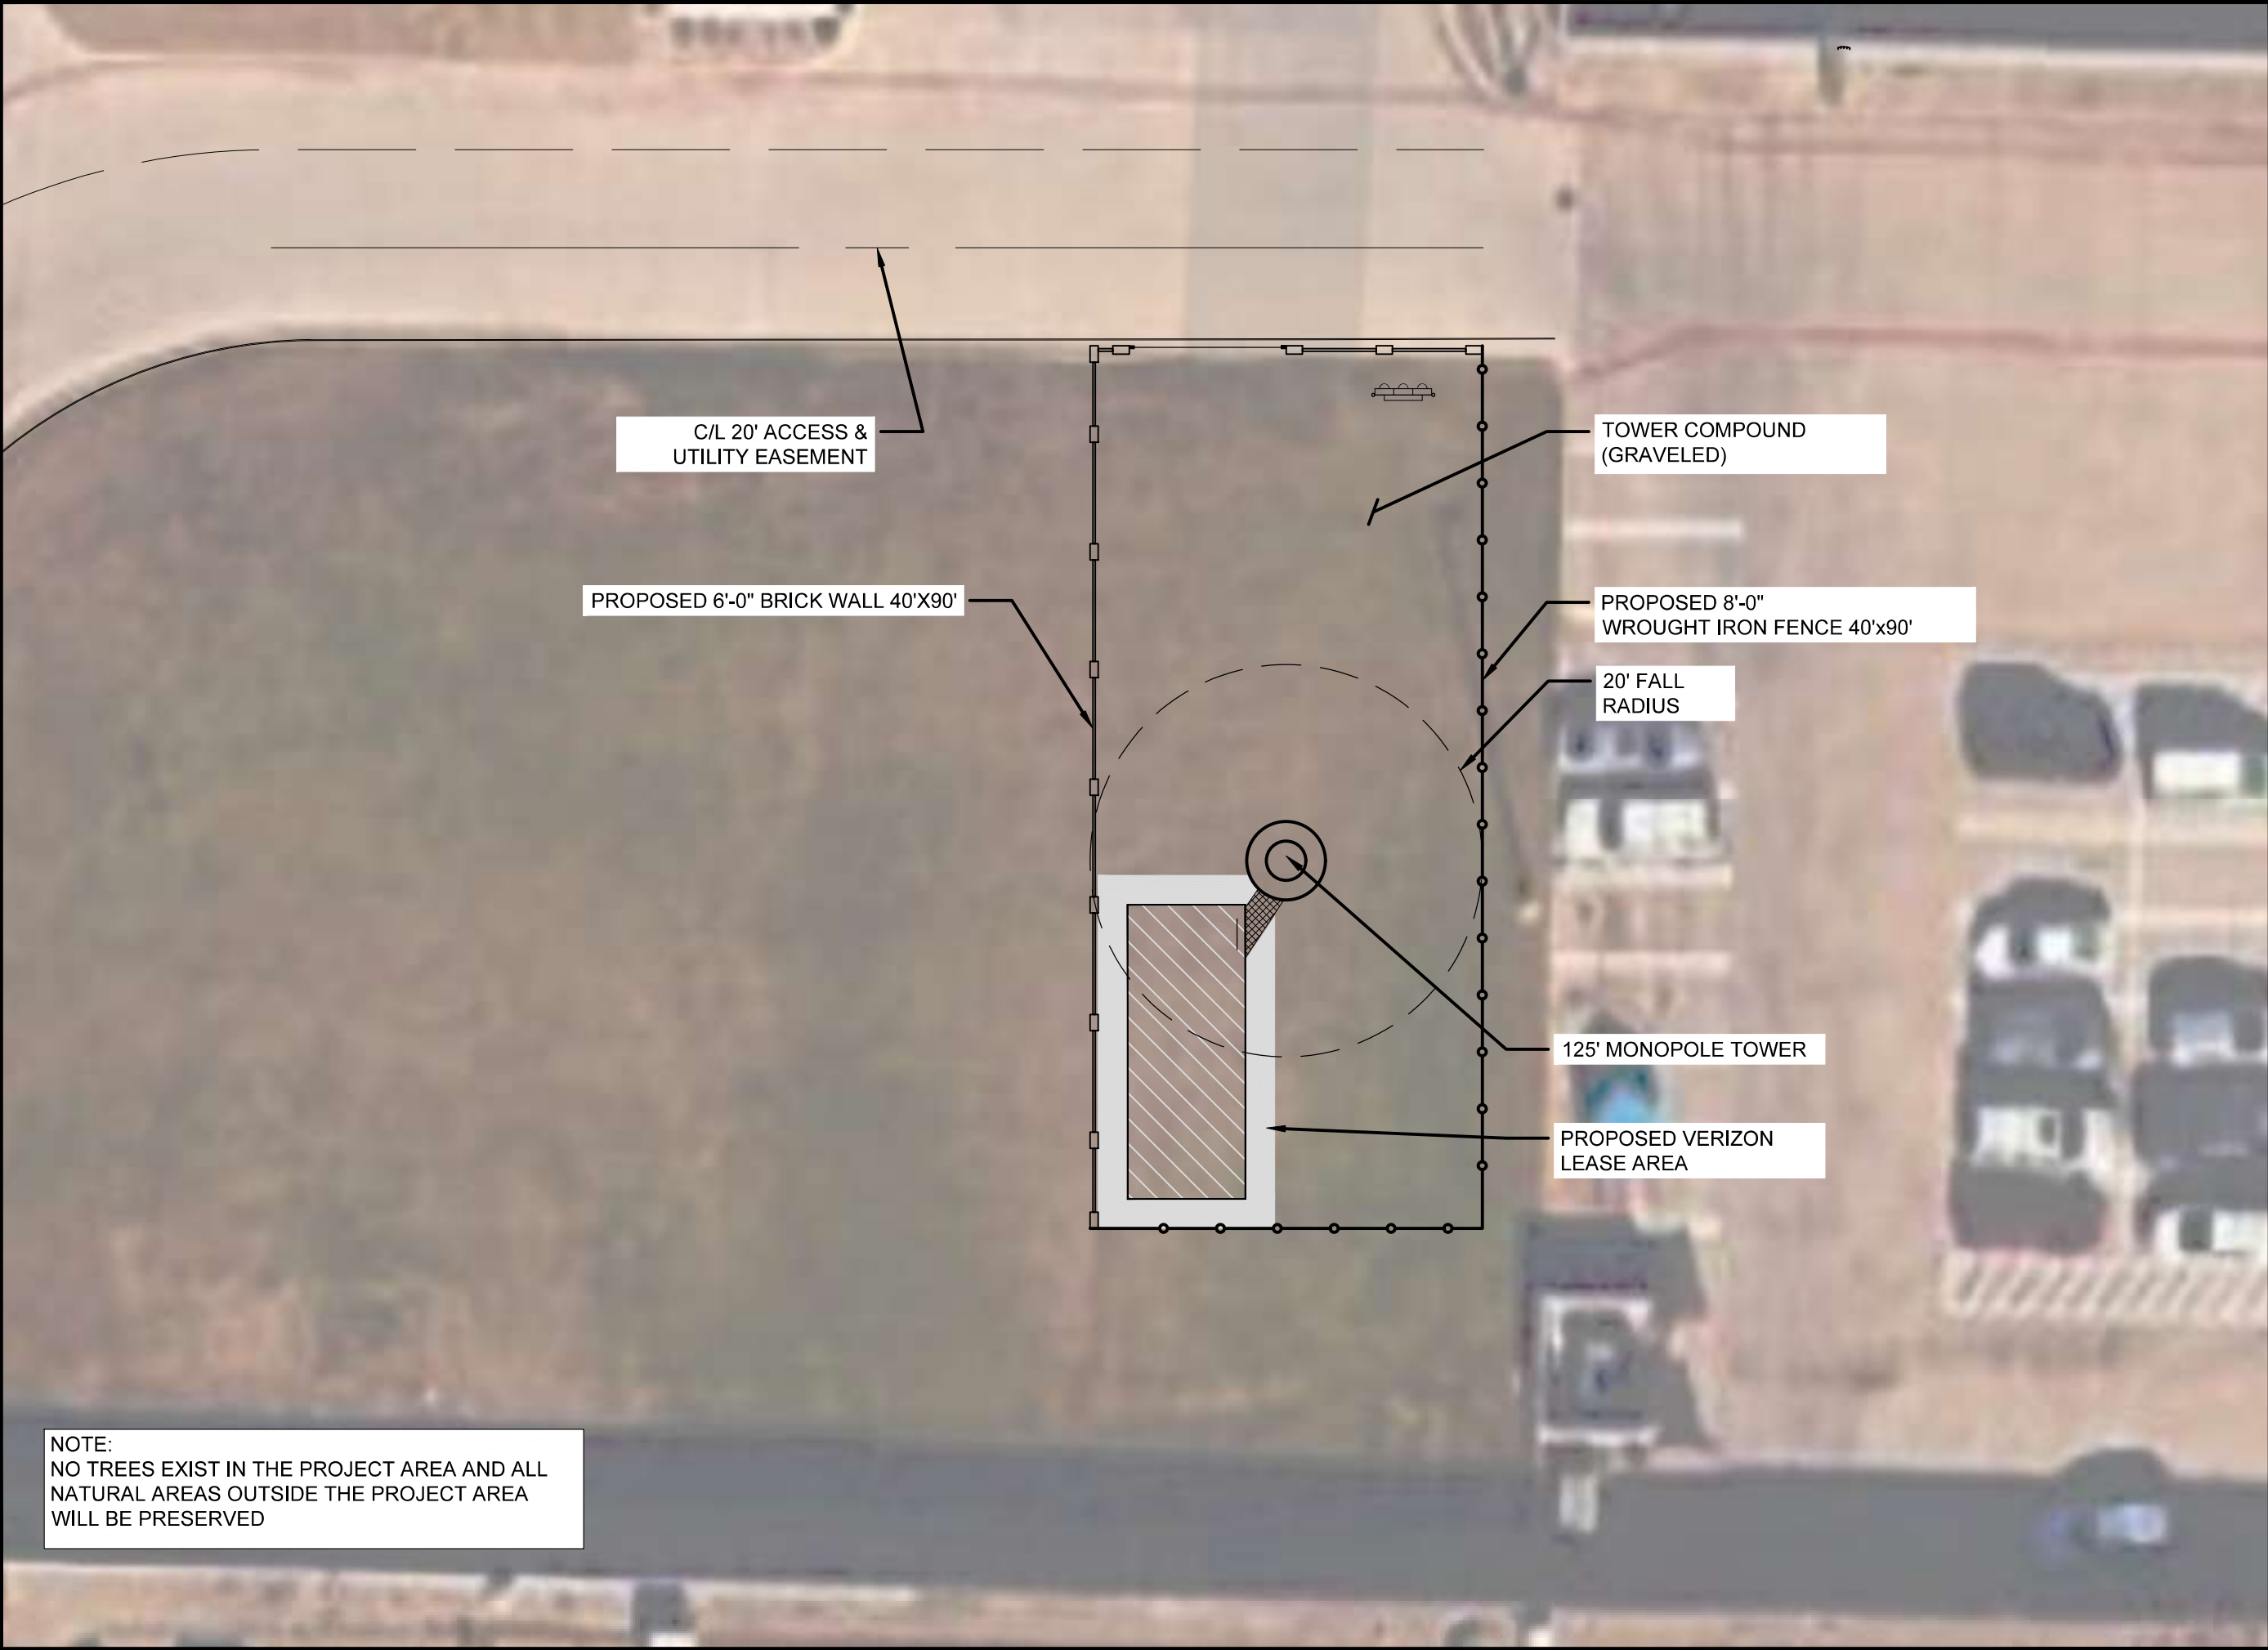 C/L 20' ACCESS &
UTILITY EASEMENT
TOWER COMPOUND
(GRAVELED)
PROPOSED 6'-0" BRICK WALL 40'X90'
PROPOSED 8'-0"
WROUGHT IRON FENCE 40'x90'
20' FALL
RADIUS
125' MONOPOLE TOWER
PROPOSED VERIZON
LEASE AREA
NOTE:
NO TREES EXIST IN THE PROJECT AREA AND ALL
NATURAL AREAS OUTSIDE THE PROJECT AREA
WILL BE PRESERVED